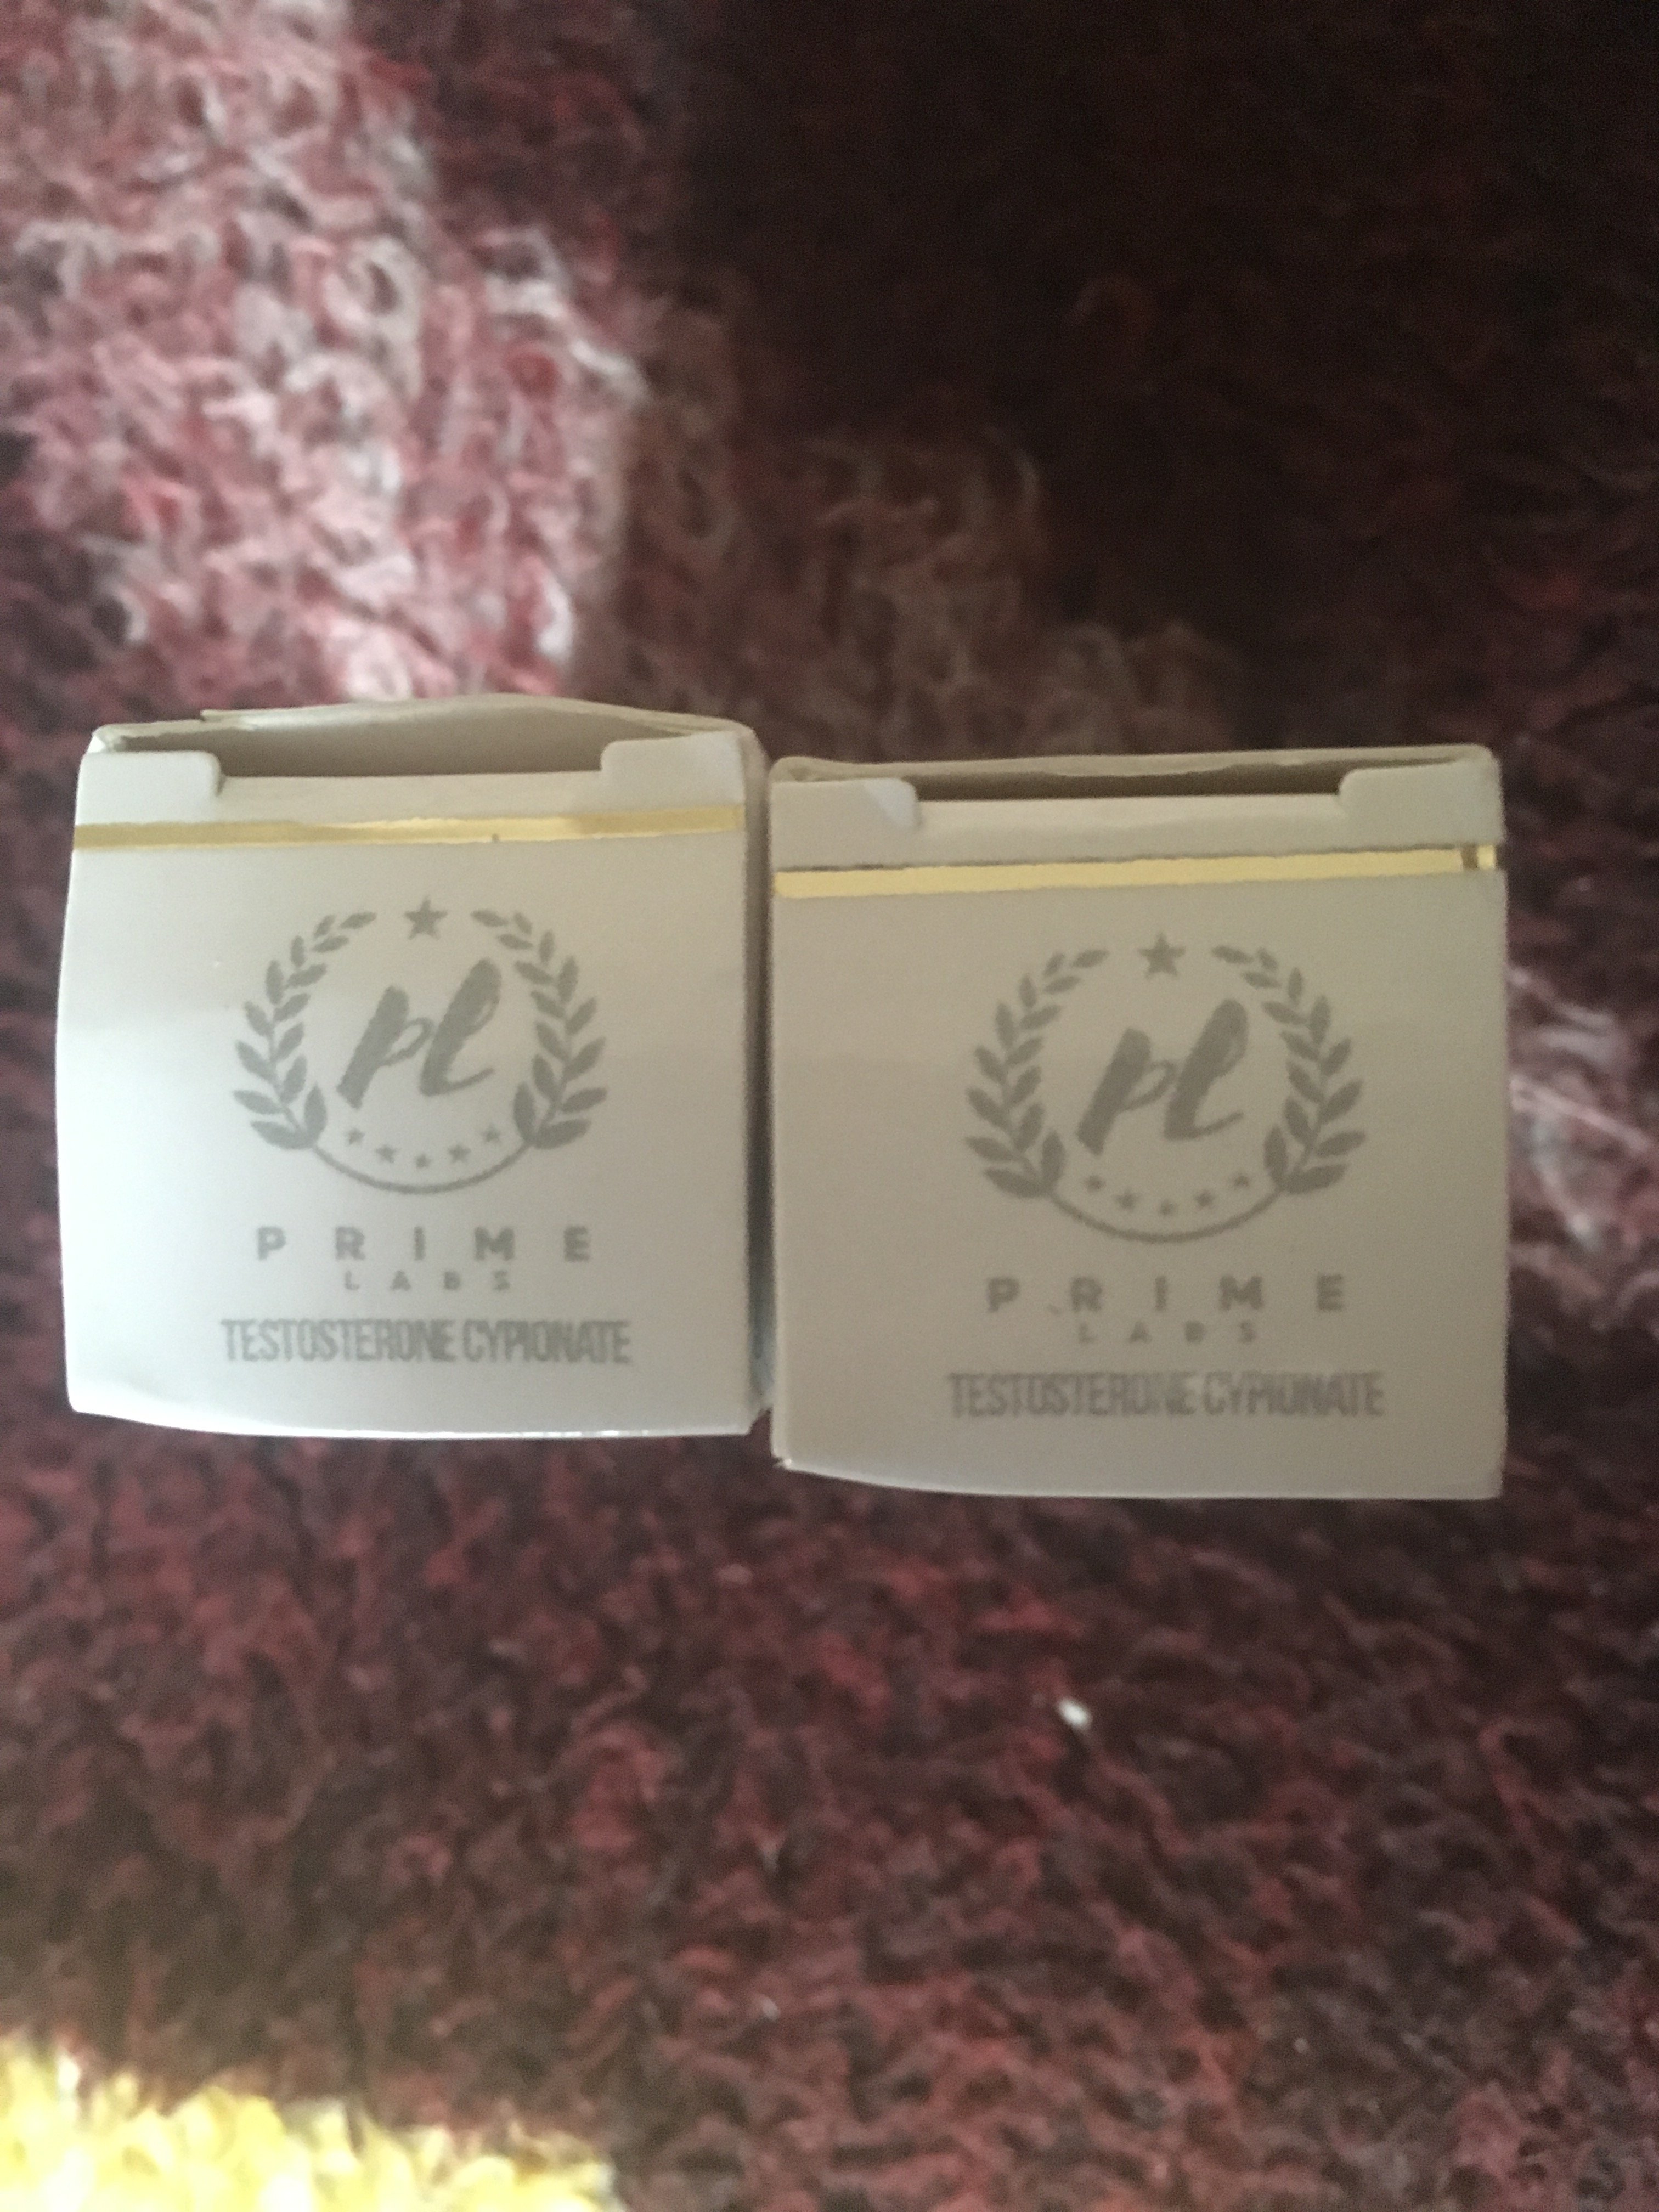 pl
PRIME
LABS
TESTOSTERONE CYPIONATE
pl
PRIME
LABS
TESTOSTERONE CYPIONATE